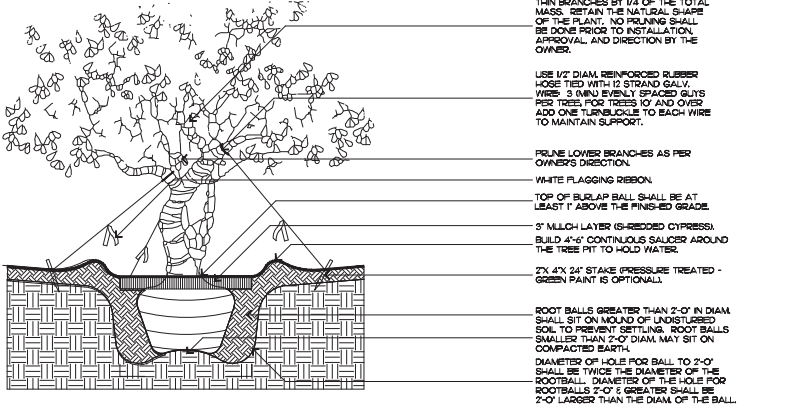 THIN BRANCHES BY 1/4 OF THE TOTAL
MASS. RETAIN THE NATURAL SHAPE
OF THE PLANT. NO PRUNING SHALL
BE DONE PRIOR TO INSTALLATION,
APPROVAL, AND DIRECTION BY THE
OWNER.
USE 1/2" DIAM. REINFORCED RUBBER
HOSE TIED WITH 12 STRAND GALV.
WIRE: 3 (MIN.) EVENLY SPACED GUYS
PER TREE, FOR TREES 10' AND OVER
ADD ONE TURNBUCKLE TO EACH WIRE
TO MAINTAIN SUPPORT.
PRUNE LOWER BRANCHES AS PER
OWNER'S DIRECTION.
WHITE FLAGGING RIBBON.
TOP OF BURLAP BALL SHALL BE AT
LEAST 1" ABOVE THE FINISHED GRADE.
3" MULCH LAYER (SHREDDED CYPRESS).
BUILD 4"-6" CONTINUOUS SAUCER AROUND
THE TREE PIT TO HOLD WATER.
2"X 4"X 24" STAKE (PRESSURE TREATED -
GREEN PAINT IS OPTIONAL).
ROOT BALLS GREATER THAN 2'-0" IN DIAM.
SHALL SIT ON MOUND OF UNDISTURBED
SOIL TO PREVENT SETTLING. ROOT BALLS
SMALLER THAN 2'-0" DIAM. MAY SIT ON
COMPACTED EARTH.
DIAMETER OF HOLE FOR BALL TO 2'-0"
SHALL BE TWICE THE DIAMETER OF THE
ROOTBALL. DIAMETER OF THE HOLE FOR
ROOTBALLS 2'-0" & GREATER SHALL BE
2'-0" LARGER THAN THE DIAM. OF THE BALL.